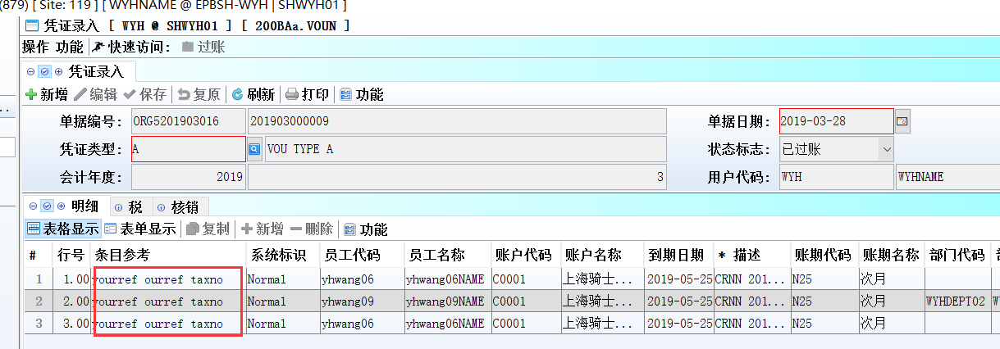 (879) [ Site: 119 ] [ WYHNAME @ EPBSH-WYH | SHWYH01 ]
凭证录入 [ WYH @ SHWYH01 ] [ 200BAa.VOUN ]
操作 功能 快速访问: 过账
凭证录入
新增 编辑 保存 复原 刷新 打印 功能
单据编号: ORG5201903016 201903000009 单据日期: 2019-03-28
凭证类型: A VOU TYPE A 状态标志: 已过账
会计年度: 2019 3 用户代码: WYH WYHNAME
明细 税 核销
表格显示 表单显示 复制 新增 删除 功能
# 行号 条目参考 系统标识 员工代码 员工名称 账户代码 账户名称 到期日期 * 描述 账期代码 账期名称 部门代码
1 1.00 yourref ourref taxno Normal yhwang06 yhwang06NAME C0001 上海骑士... 2019-05-25 CRNN 201... N25 次月
2 2.00 yourref ourref taxno Normal yhwang09 yhwang09NAME C0001 上海骑士... 2019-05-25 CRNN 201... N25 次月 WYHDEPT02
3 3.00 yourref ourref taxno Normal yhwang06 yhwang06NAME C0001 上海骑士... 2019-05-25 CRNN 201... N25 次月